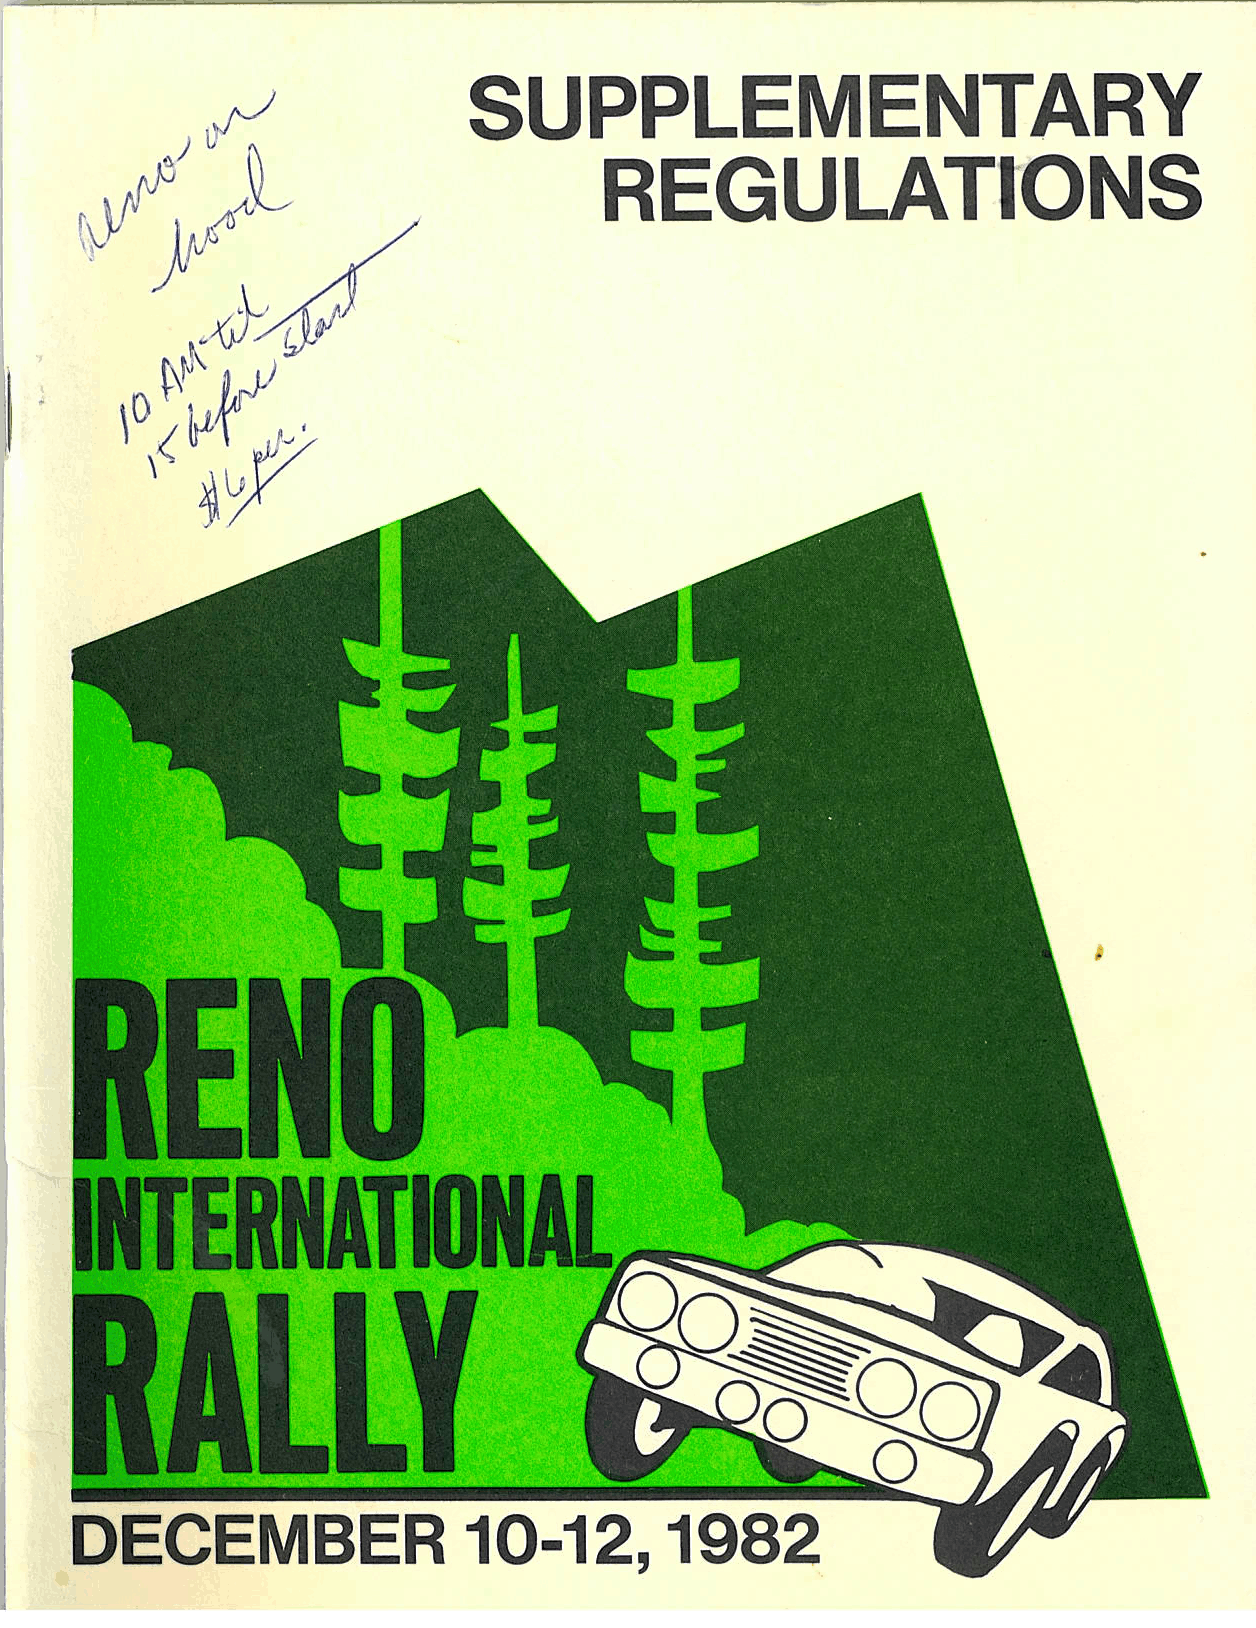 SUPPLEMENTARY
REGULATIONS
Reno on
hood
10 AM til
15 before start
$6 per.
RENO
INTERNATIONAL
RALLY
DECEMBER 10-12, 1982